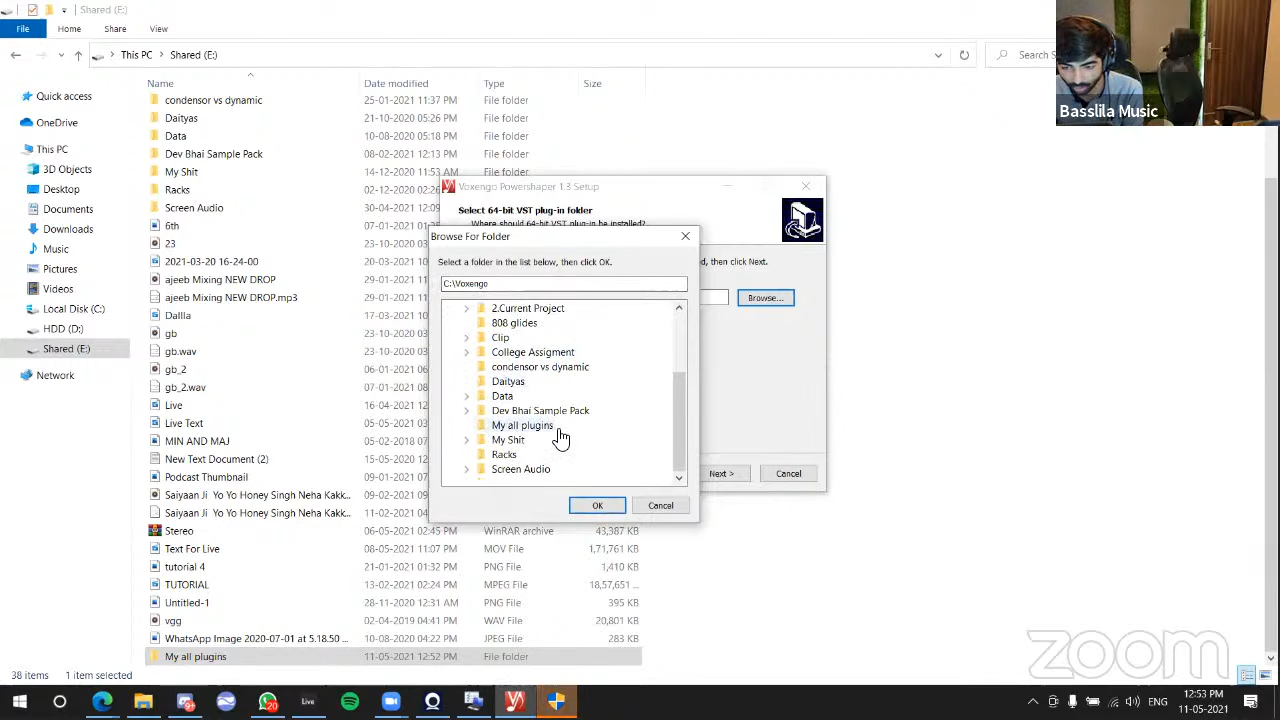 Shared (E:)
File
Home
Share
View
This PC
Shared (E:)
Search S
Name
Date modified
Type
Size
Quick access
OneDrive
This PC
3D Objects
Desktop
Documents
Downloads
Music
Pictures
Videos
Local Disk (C:)
HDD (D:)
Shared (E:)
Network
condensor vs dynamic 25-01-2021 11:37 PM File folder
Daityas File folder
Data 10-08-2020 05:18 PM File folder
Dev Bhai Sample Pack 08-02-2021 12:13 PM File folder
My Shit 14-12-2020 11:53 AM File folder
Racks 02-12-2020
Screen Audio 30-04-2021
6th 07-01-2021
23 23-10-2020
2021-03-20 16-24-00
ajeeb Mixing NEW DROP 29-01-2021
ajeeb Mixing NEW DROP.mp3 29-01-2021
Dallla 17-03-2021
gb 23-10-2020
gb.wav 23-10-2020
gb_2 06-01-2021
gb_2.wav 07-01-2021
Live 16-04-2021
Live Text 05-05-2021
MIN AND MAJ 05-02-2018
New Text Document (2)
Podcast Thumbnail 09-01-2021
Saiyaan Ji Yo Yo Honey Singh Neha Kakk... 09-02-2021
Saiyaan Ji Yo Yo Honey Singh Neha Kakk... 11-02-2021
Stereo 06-05-2021 02:45 PM WinRAR archive 43,387 KB
Text For Live 08-05-2021 11:07 PM MOV File 1,71,761 KB
tutorial 4 21-01-2021 01:32 PM PNG File 1,410 KB
TUTORIAL 13-02-2021 02:24 PM MPEG File 18,57,651 ...
Untitled-1 28-11-2020 12:31 AM PNG File 395 KB
vgg 02-04-2019 04:41 PM WAV File 20,801 KB
WhatsApp Image 2020-07-01 at 5.18.50 ... 10-08-2020 04:22 PM JPEG File 283 KB
My all plugins 11-05-2021 12:52 PM File folder
38 items 1 item selected
Voxengo Powershaper 1.3 Setup
Select 64-bit VST plug-in folder
Where should 64-bit VST plug-in be installed?
ed, then click Next.
Browse...
Next >
Cancel
Browse For Folder
Select a folder in the list below, then click OK.
C:\Voxengo
2.Current Project
808 glides
Clip
College Assigment
condensor vs dynamic
Daityas
Data
Dev Bhai Sample Pack
My all plugins
My Shit
Racks
Screen Audio
OK
Cancel
Basslila Music
zoom
20
Live
ENG
12:53 PM
11-05-2021